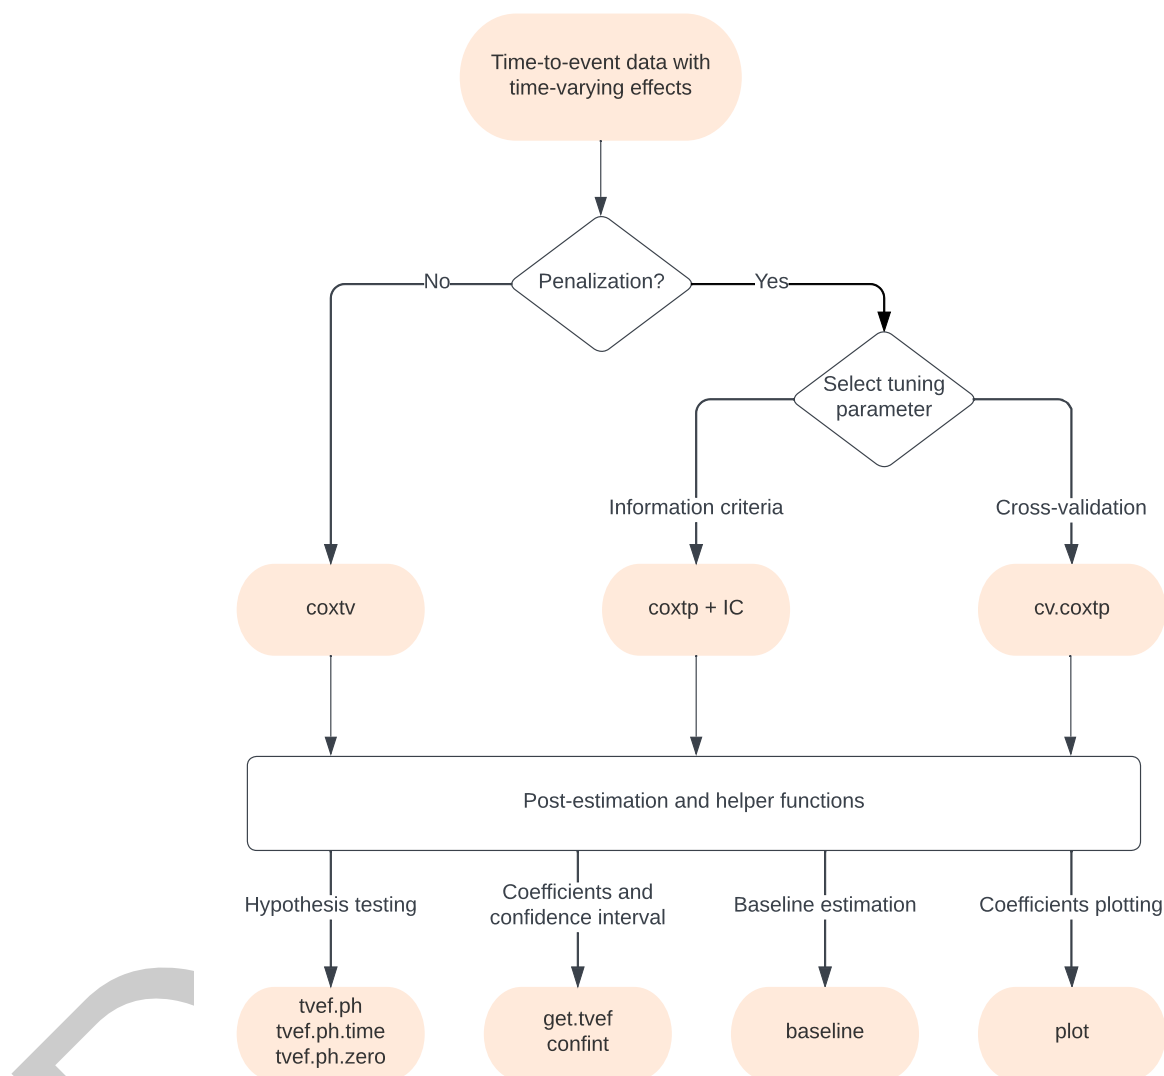 Time-to-event data with
time-varying effects
Penalization?
No
Yes
Select tuning
parameter
Information criteria
Cross-validation
coxtv
coxtp + IC
cv.coxtp
Post-estimation and helper functions
Hypothesis testing
Coefficients and
confidence interval
Baseline estimation
Coefficients plotting
tvef.ph
tvef.ph.time
tvef.ph.zero
get.tvef
confint
baseline
plot